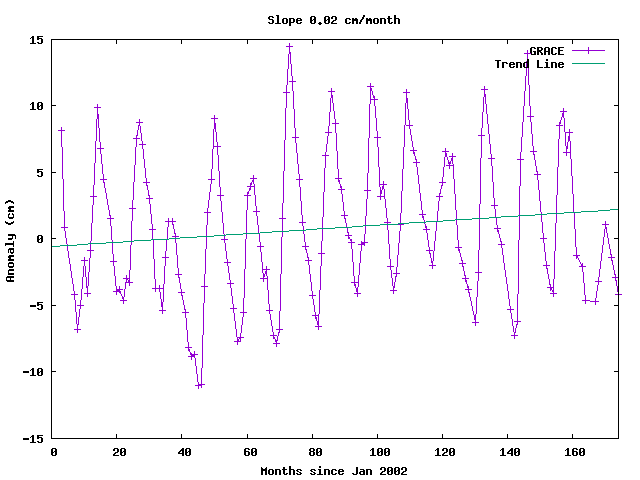 Slope 0.02 cm/month
GRACE
Trend Line
15
10
5
0
-5
-10
-15
Anomaly (cm)
0 20 40 60 80 100 120 140 160
Months since Jan 2002